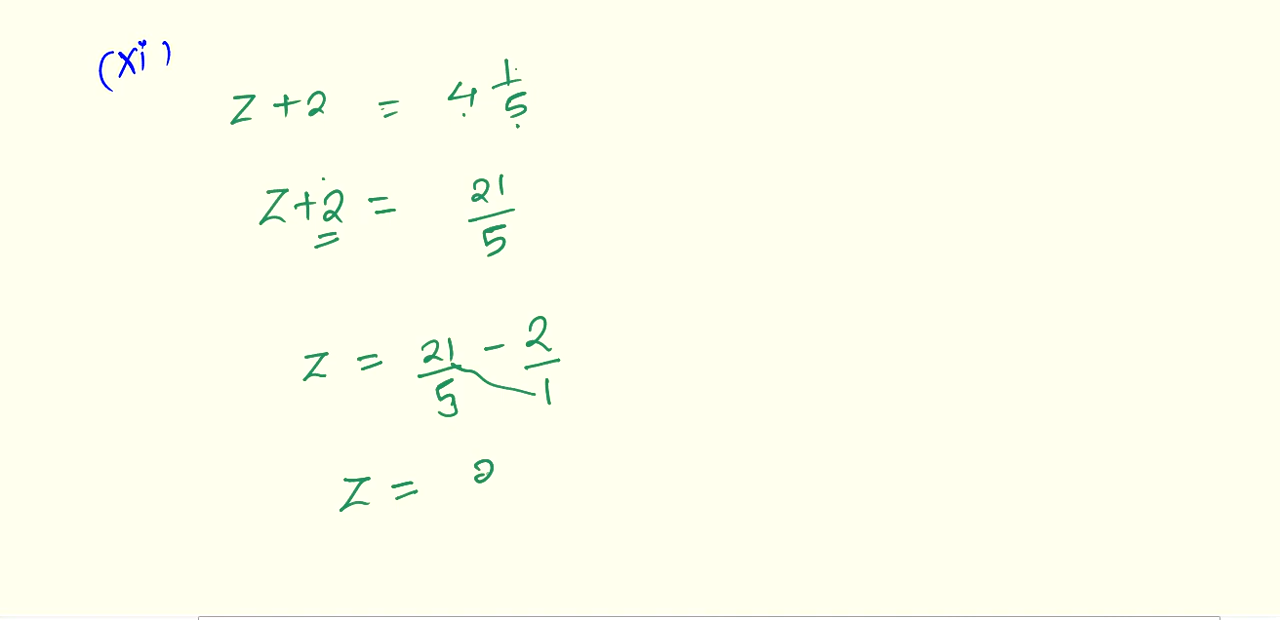 (xi)
z + 2 = 4 1/5
z + 2 = 21/5
z = 21/5 - 2/1
z = 2